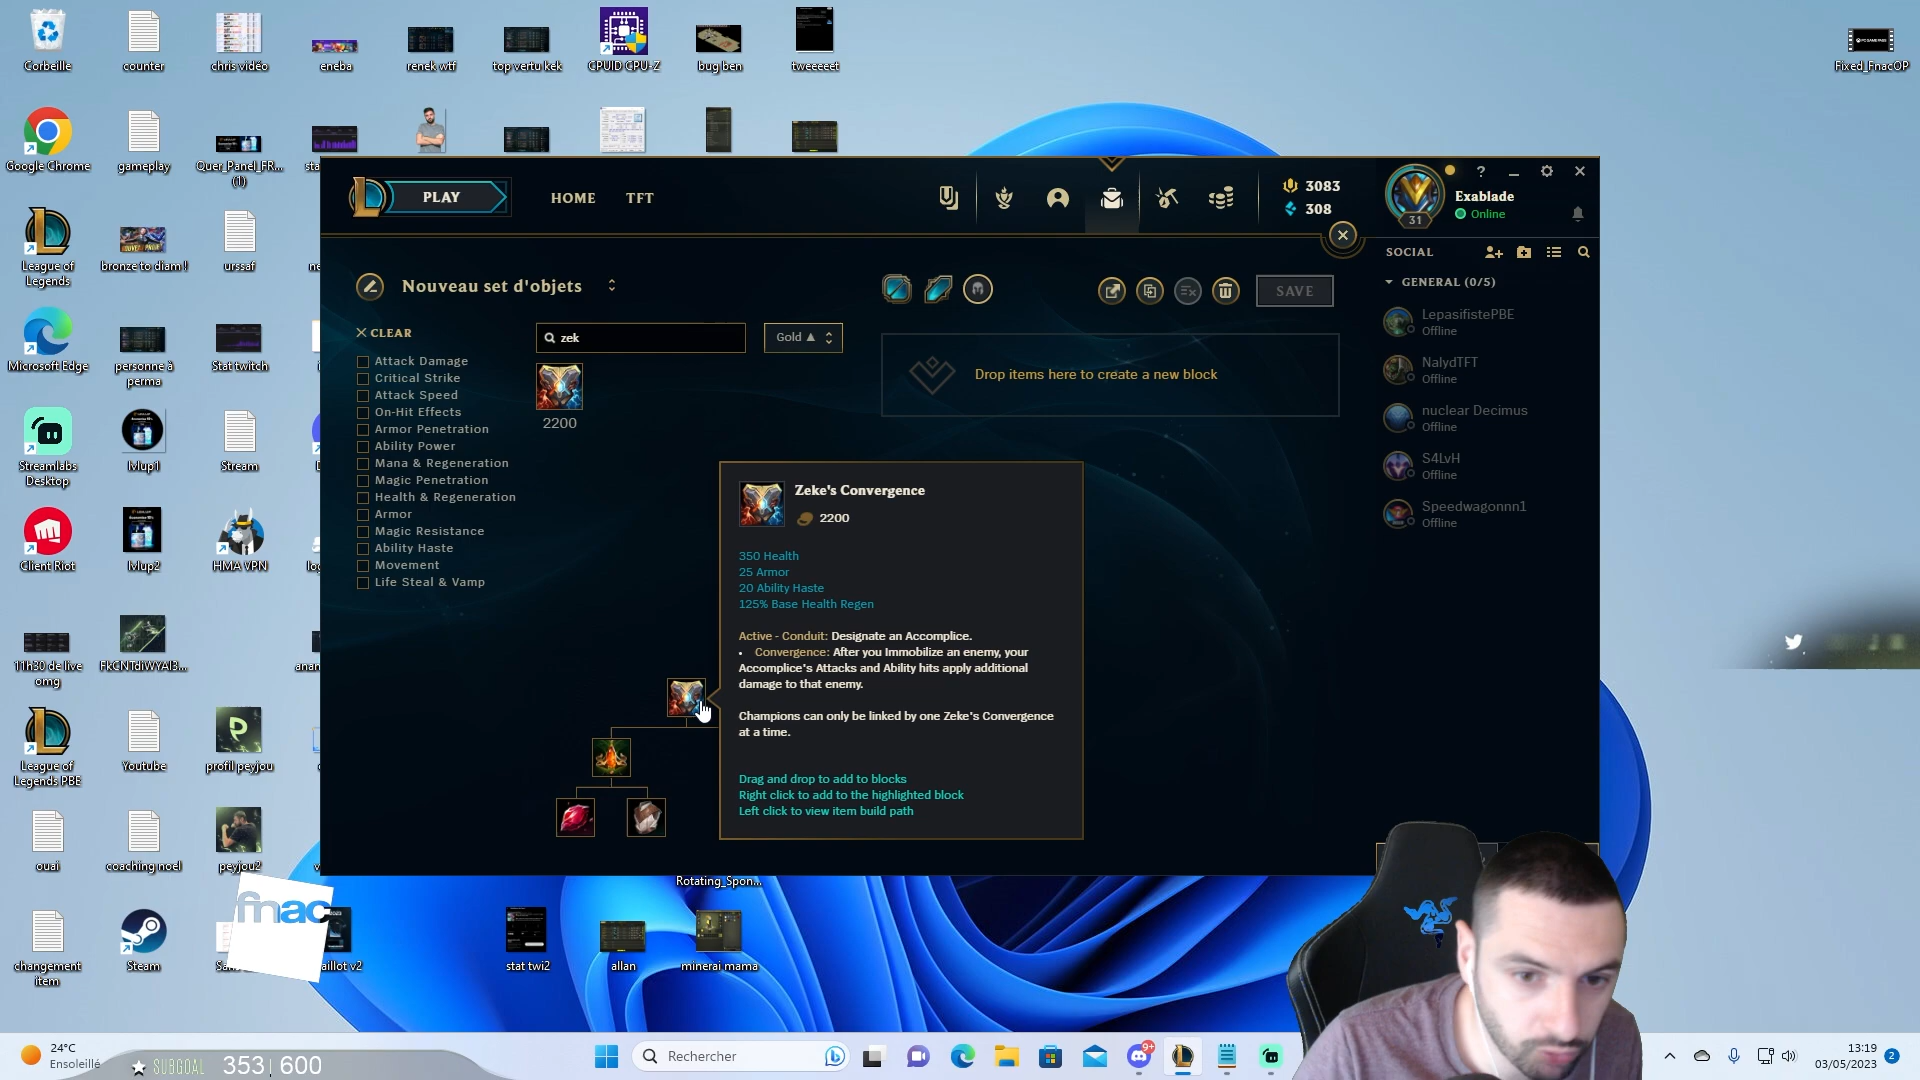 Corbeille
counter
chris vidéo
eneba
renek wtf
top vertu kek
CPUID CPU-Z
bug ben
tweeeeet
Fixed_FnacOP
Google Chrome
gameplay
Quer_Panel_FR...
(1)
League of
Legends
bronze to diam !
urssaf
Microsoft Edge
personne à
perma
Stat twitch
Streamlabs
Desktop
lvlup1
Stream
Client Riot
lvlup2
HMA VPN
11h30 de live
omg
FkCNTdiWYAI3...
League of
Legends PBE
Youtube
profil peyjou
ouai
coaching noel
peyjou2
changement
item
Steam
fnac
aillot v2
Rotating_Spon...
stat twi2
allan
minerai mama
PLAY
HOME
TFT
3083
308
31
?
Exablade
Online
SOCIAL
GENERAL (0/5)
LepasifistePBE
Offline
NalydTFT
Offline
nuclear Decimus
Offline
S4LvH
Offline
Speedwagonnn1
Offline
Nouveau set d'objets
SAVE
CLEAR
zek
Gold
Attack Damage
Critical Strike
Attack Speed
On-Hit Effects
Armor Penetration
Ability Power
Mana & Regeneration
Magic Penetration
Health & Regeneration
Armor
Magic Resistance
Ability Haste
Movement
Life Steal & Vamp
2200
Drop items here to create a new block
Zeke's Convergence
2200
350 Health
25 Armor
20 Ability Haste
125% Base Health Regen
Active - Conduit: Designate an Accomplice.
• Convergence: After you Immobilize an enemy, your
Accomplice's Attacks and Ability hits apply additional
damage to that enemy.
Champions can only be linked by one Zeke's Convergence
at a time.
Drag and drop to add to blocks
Right click to add to the highlighted block
Left click to view item build path
24°C
Ensoleillé
SUBGOAL 353| 600
Rechercher
9+
13:19
03/05/2023
2